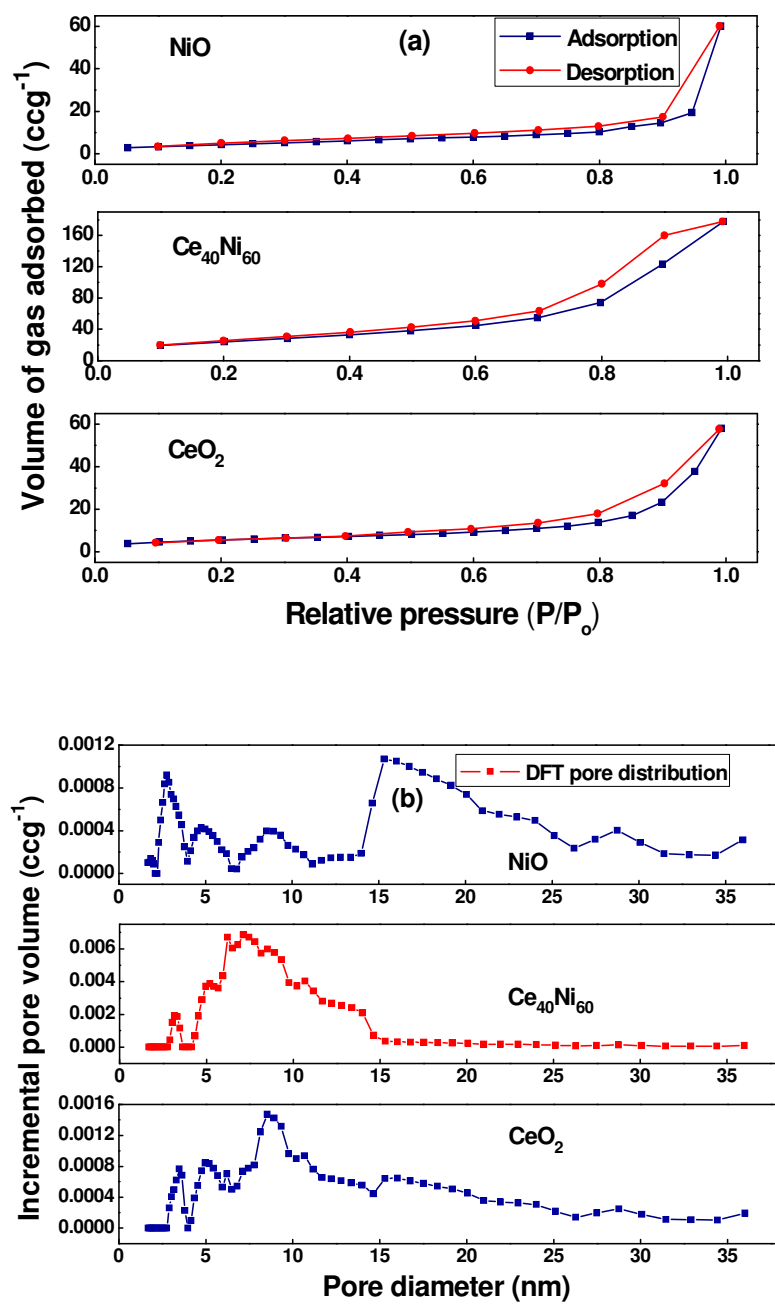 Volume of gas adsorbed (ccg⁻¹)
60
40
20
0
NiO
(a)
Adsorption
Desorption
0.0 0.2 0.4 0.6 0.8 1.0
160
120
80
40
0
Ce₄₀Ni₆₀
0.0 0.2 0.4 0.6 0.8 1.0
60
40
20
0
CeO₂
0.0 0.2 0.4 0.6 0.8 1.0
Relative pressure (P/Pₒ)
Incremental pore volume (ccg⁻¹)
0.0012
0.0008
0.0004
0.0000
DFT pore distribution
(b)
NiO
0 5 10 15 20 25 30 35
0.006
0.004
0.002
0.000
Ce₄₀Ni₆₀
0 5 10 15 20 25 30 35
0.0016
0.0012
0.0008
0.0004
0.0000
CeO₂
0 5 10 15 20 25 30 35
Pore diameter (nm)